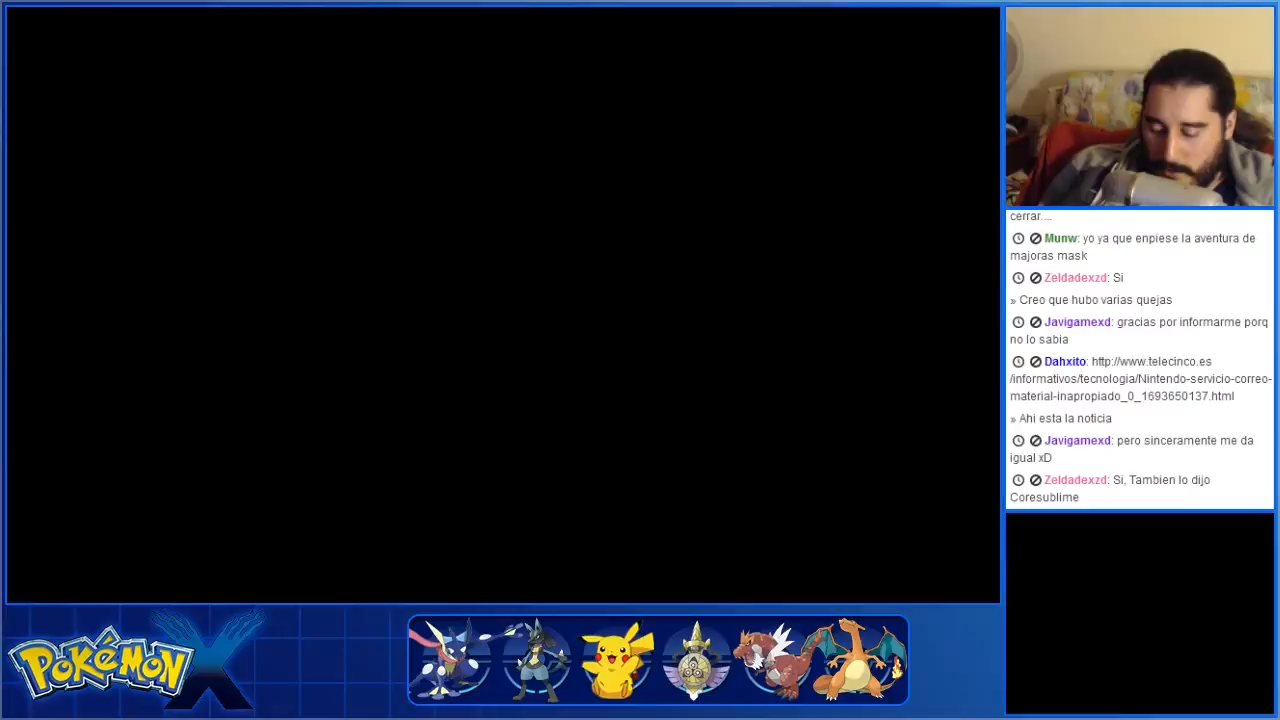 cerrar....
Munw: yo ya que enpiese la aventura de
majoras mask
Zeldadexzd: Si
» Creo que hubo varias quejas
Javigamexd: gracias por informarme porq
no lo sabia
Dahxito: http://www.telecinco.es
/informativos/tecnologia/Nintendo-servicio-correo-
material-inapropiado_0_1693650137.html
» Ahi esta la noticia
Javigamexd: pero sinceramente me da
igual xD
Zeldadexzd: Si, Tambien lo dijo
Coresublime
POKéMON X